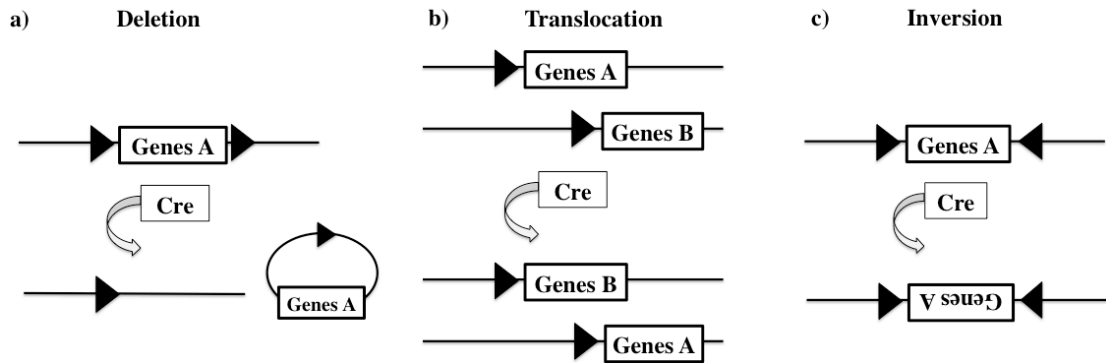 a) Deletion
Genes A
Cre
Genes A
b) Translocation
Genes A
Genes B
Cre
Genes B
Genes A
c) Inversion
Genes A
Cre
Genes A